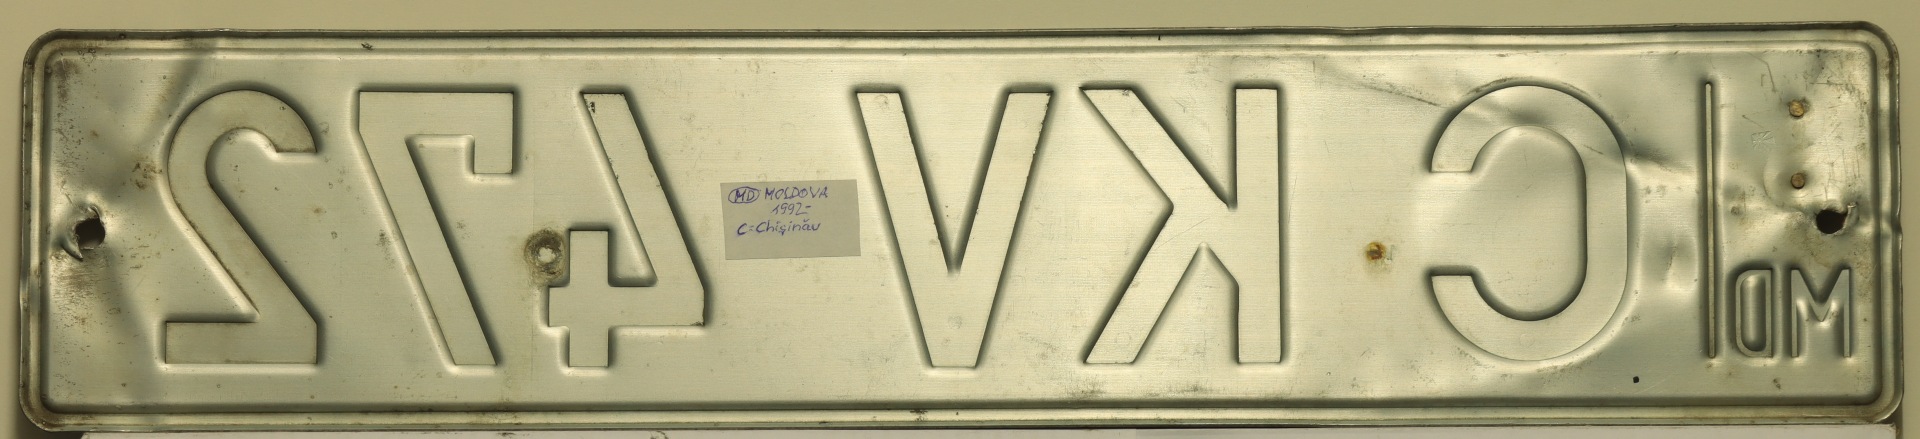 MD C KV 472
MD MOLDOVA
1992-
C=Chişinău